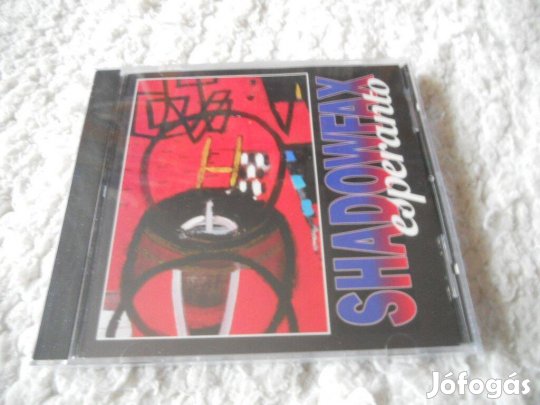 SHADOWFAX
esperanto
H
Jófogás